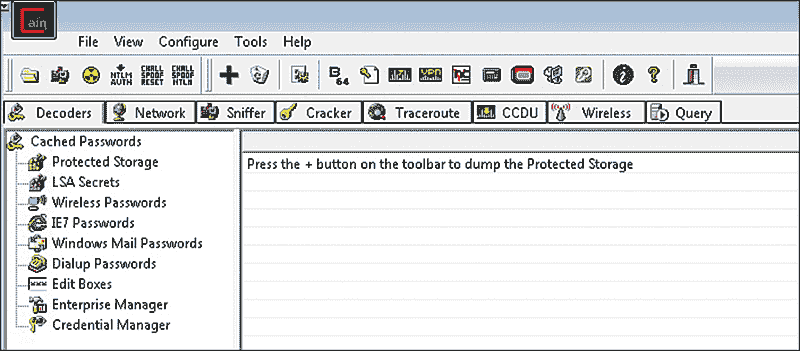 Cain
File View Configure Tools Help
NTLM AUTH CHALL SPOOF RESET CHALL SPOOF NTLM B 64
Decoders Network Sniffer Cracker Traceroute CCDU Wireless Query
Cached Passwords
Press the + button on the toolbar to dump the Protected Storage
Protected Storage
LSA Secrets
Wireless Passwords
IE7 Passwords
Windows Mail Passwords
Dialup Passwords
Edit Boxes
Enterprise Manager
Credential Manager